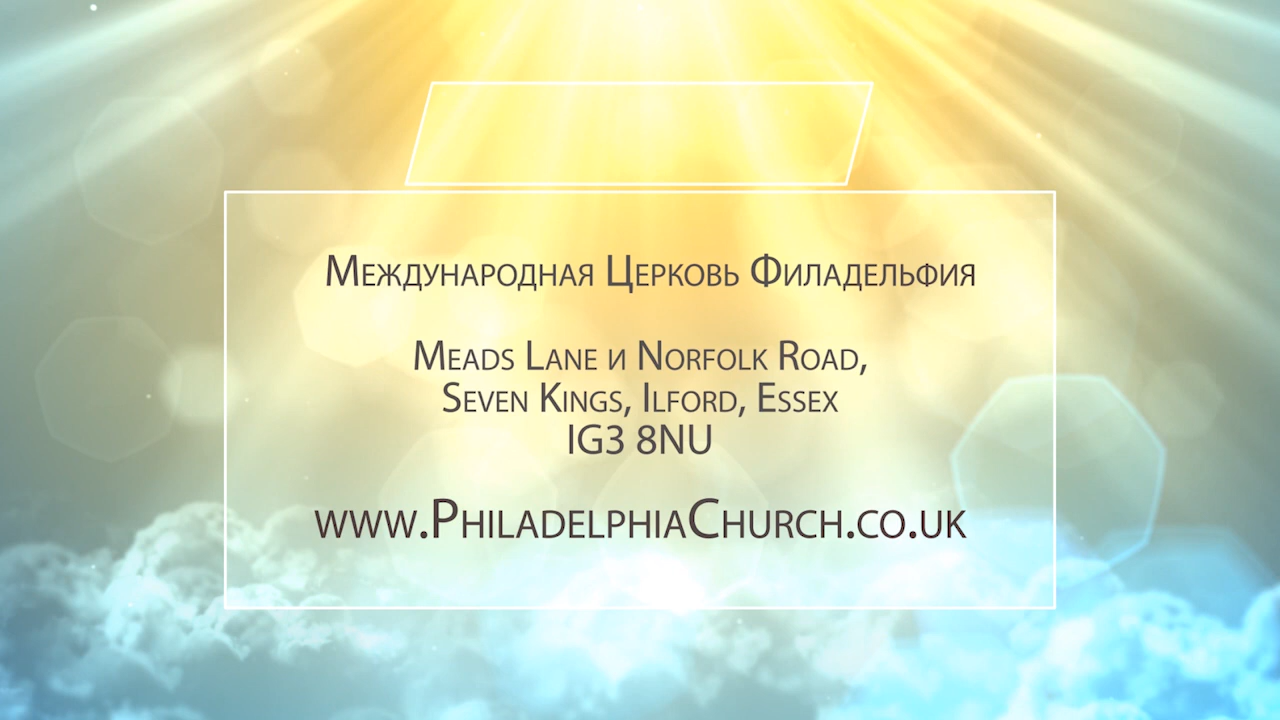 Международная Церковь Филадельфия
Meads Lane и Norfolk Road,
Seven Kings, Ilford, Essex
IG3 8NU
www.PhiladelphiaChurch.co.uk